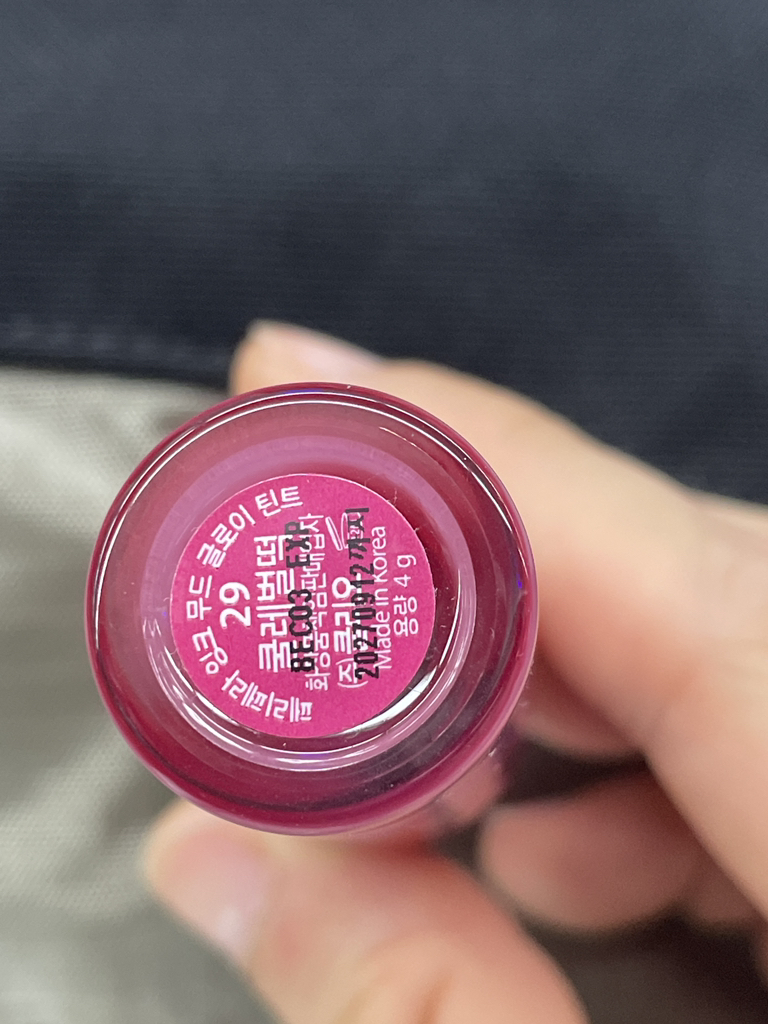 페리페라 잉크 무드 글로이 틴트
29
쿨레벌떡
8EC03 EXP
화장품책임판매업자
(주)클리오
20270912까지
Made in Korea
용량 4 g